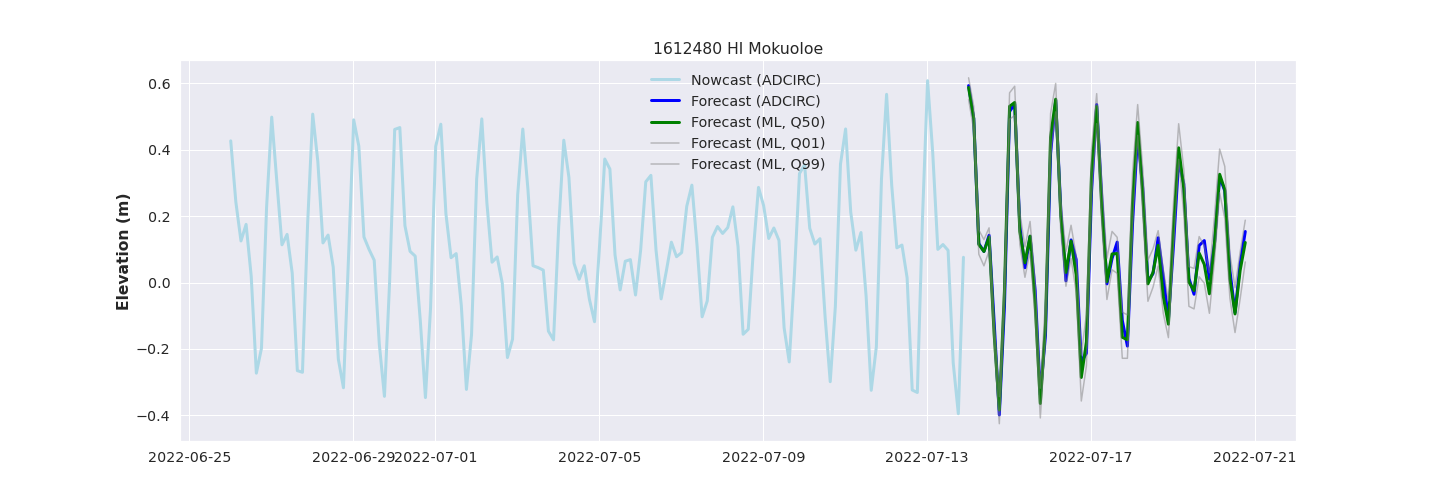 1612480 HI Mokuoloe
Nowcast (ADCIRC)
Forecast (ADCIRC)
Forecast (ML, Q50)
Forecast (ML, Q01)
Forecast (ML, Q99)
Elevation (m)
0.6
0.4
0.2
0.0
−0.2
−0.4
2022-06-25 2022-06-29 2022-07-01 2022-07-05 2022-07-09 2022-07-13 2022-07-17 2022-07-21